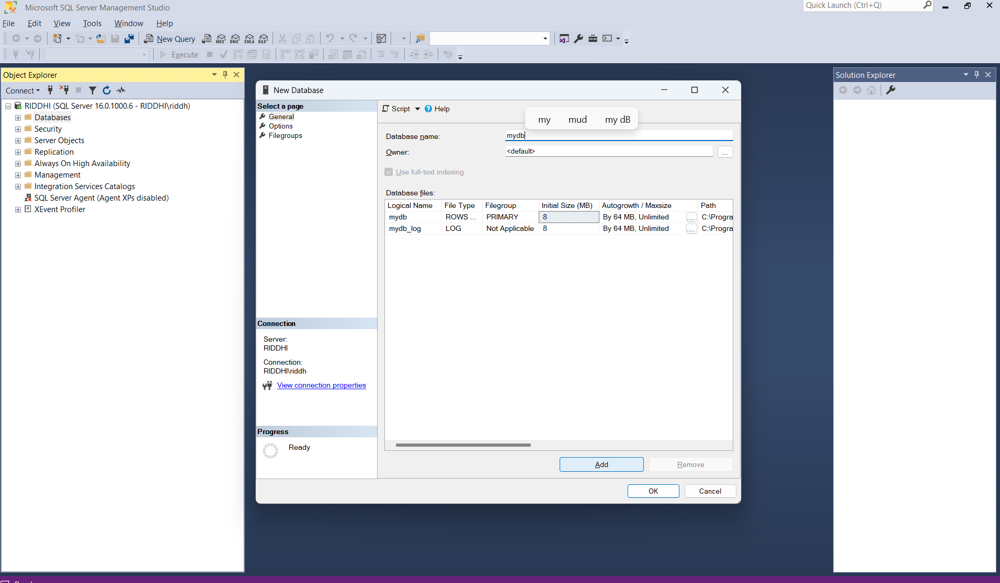 Microsoft SQL Server Management Studio
Quick Launch (Ctrl+Q)
File Edit View Tools Window Help
New Query MDX DMX XMLA DAX
Execute
Object Explorer
Connect
RIDDHI (SQL Server 16.0.1000.6 - RIDDHI\riddh)
Databases
Security
Server Objects
Replication
Always On High Availability
Management
Integration Services Catalogs
SQL Server Agent (Agent XPs disabled)
XEvent Profiler
New Database
Select a page
General
Options
Filegroups
Connection
Server:
RIDDHI
Connection:
RIDDHI\riddh
View connection properties
Progress
Ready
Script Help
my mud my dB
Database name: mydb
Owner: <default> ...
Use full-text indexing
Database files:
Logical Name File Type Filegroup Initial Size (MB) Autogrowth / Maxsize Path
mydb ROWS ... PRIMARY 8 By 64 MB, Unlimited .... C:\Progra
mydb_log LOG Not Applicable 8 By 64 MB, Unlimited .... C:\Progra
Add Remove
OK Cancel
Solution Explorer